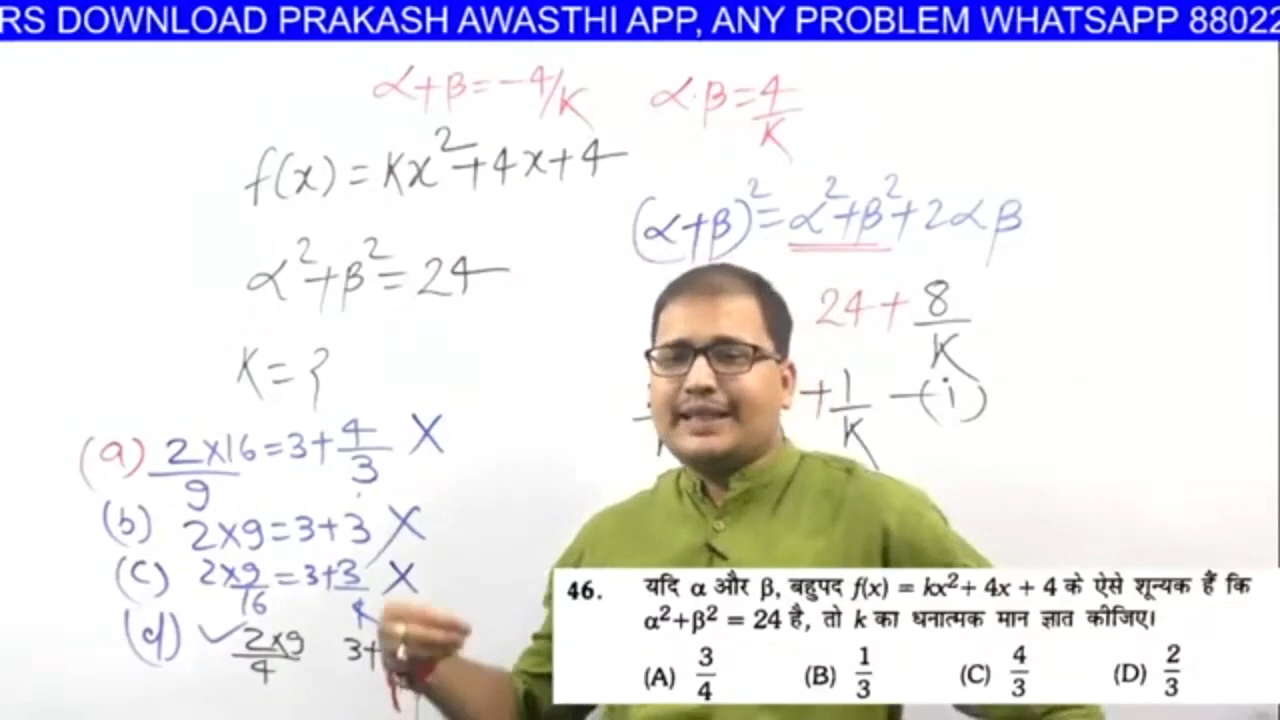 RS DOWNLOAD PRAKASH AWASTHI APP, ANY PROBLEM WHATSAPP 88022
α+β=-4/K
α.β=4/K
f(x)=Kx²+4x+4
(α+β)²=α²+β²+2αβ
α²+β²=24
24+8/K
K=?
+1/K -(i)
(a) 2×16/9=3+4/3 X
(b) 2×9=3+3 X
(c) 2×9/16=3+3/4 X
(d) ✓ 2×9/4 3+
46. यदि α और β, बहुपद f(x) = kx²+ 4x + 4 के ऐसे शून्यक हैं कि
α²+β² = 24 है, तो k का धनात्मक मान ज्ञात कीजिए।
(A) 3/4 (B) 1/3 (C) 4/3 (D) 2/3